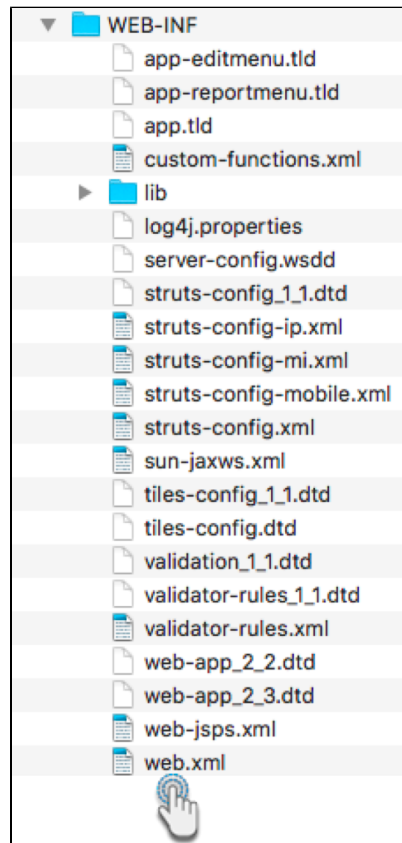 WEB-INF
app-editmenu.tld
app-reportmenu.tld
app.tld
custom-functions.xml
lib
log4j.properties
server-config.wsdd
struts-config_1_1.dtd
struts-config-ip.xml
struts-config-mi.xml
struts-config-mobile.xml
struts-config.xml
sun-jaxws.xml
tiles-config_1_1.dtd
tiles-config.dtd
validation_1_1.dtd
validator-rules_1_1.dtd
validator-rules.xml
web-app_2_2.dtd
web-app_2_3.dtd
web-jsps.xml
web.xml